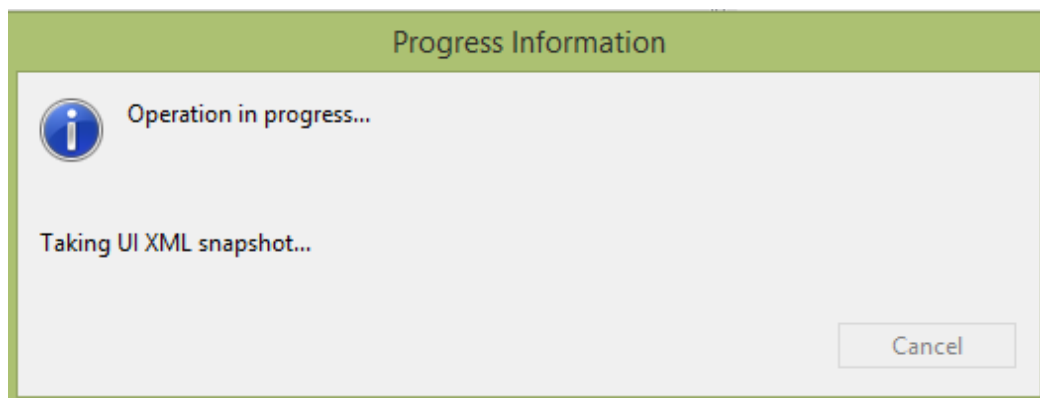 Progress Information
Operation in progress...
Taking UI XML snapshot...
Cancel